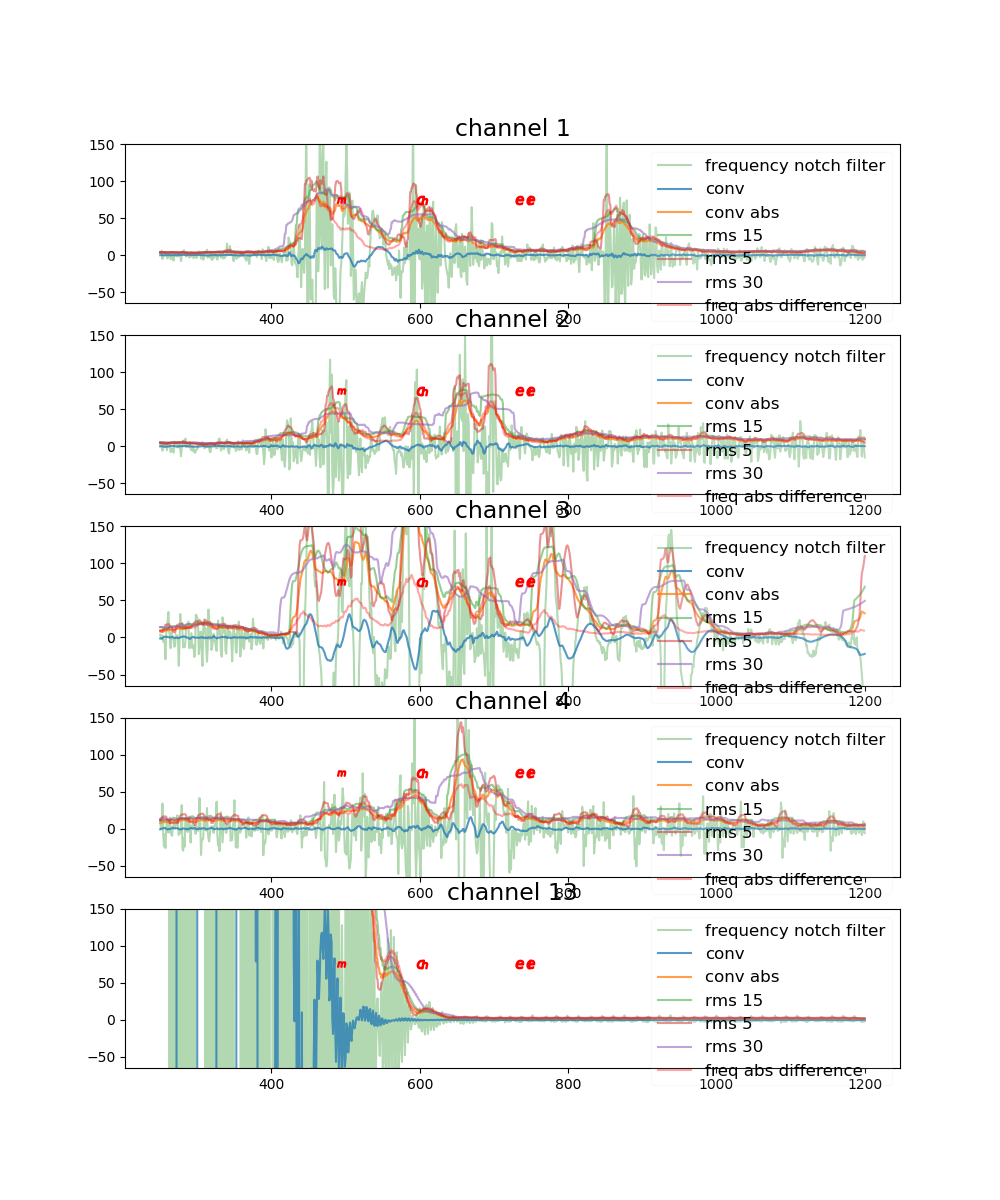 channel 1
150
100
50
0
−50
m
a h
e e
frequency notch filter
conv
conv abs
rms 15
rms 5
rms 30
freq abs difference
400 600 800 1000 1200
channel 2
150
100
50
0
−50
m
a h
e e
frequency notch filter
conv
conv abs
rms 15
rms 5
rms 30
freq abs difference
400 600 800 1000 1200
channel 3
150
100
50
0
−50
m
a h
e e
frequency notch filter
conv
conv abs
rms 15
rms 5
rms 30
freq abs difference
400 600 800 1000 1200
channel 4
150
100
50
0
−50
m
a h
e e
frequency notch filter
conv
conv abs
rms 15
rms 5
rms 30
freq abs difference
400 600 800 1000 1200
channel 13
150
100
50
0
−50
m
a h
e e
frequency notch filter
conv
conv abs
rms 15
rms 5
rms 30
freq abs difference
400 600 800 1000 1200